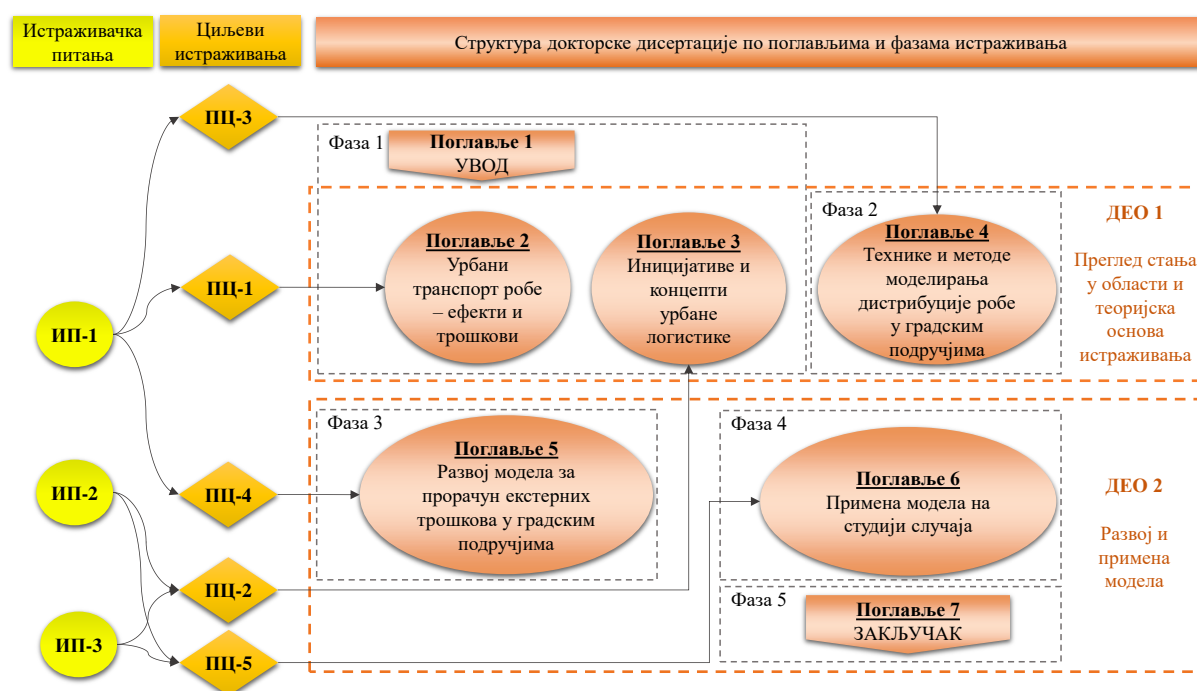 Истраживачка
питања
Циљеви
истраживања
Структура докторске дисертације по поглављима и фазама истраживања
ПЦ-3
Фаза 1
Поглавље 1
УВОД
Фаза 2
ДЕО 1
Поглавље 2
Урбани
транспорт робе
– ефекти и
трошкови
Поглавље 3
Иницијативе и
концепти
урбане
логистике
Поглавље 4
Технике и методе
моделирања
дистрибуције робе
у градским
подручјима
Преглед стања
у области и
теоријска
основа
истраживања
ПЦ-1
ИП-1
Фаза 3
Поглавље 5
Развој модела за
прорачун екстерних
трошкова у градским
подручјима
Фаза 4
Поглавље 6
Примена модела на
студији случаја
ДЕО 2
Развој и
примена
модела
ИП-2
ПЦ-4
ПЦ-2
Фаза 5
Поглавље 7
ЗАКЉУЧАК
ИП-3
ПЦ-5